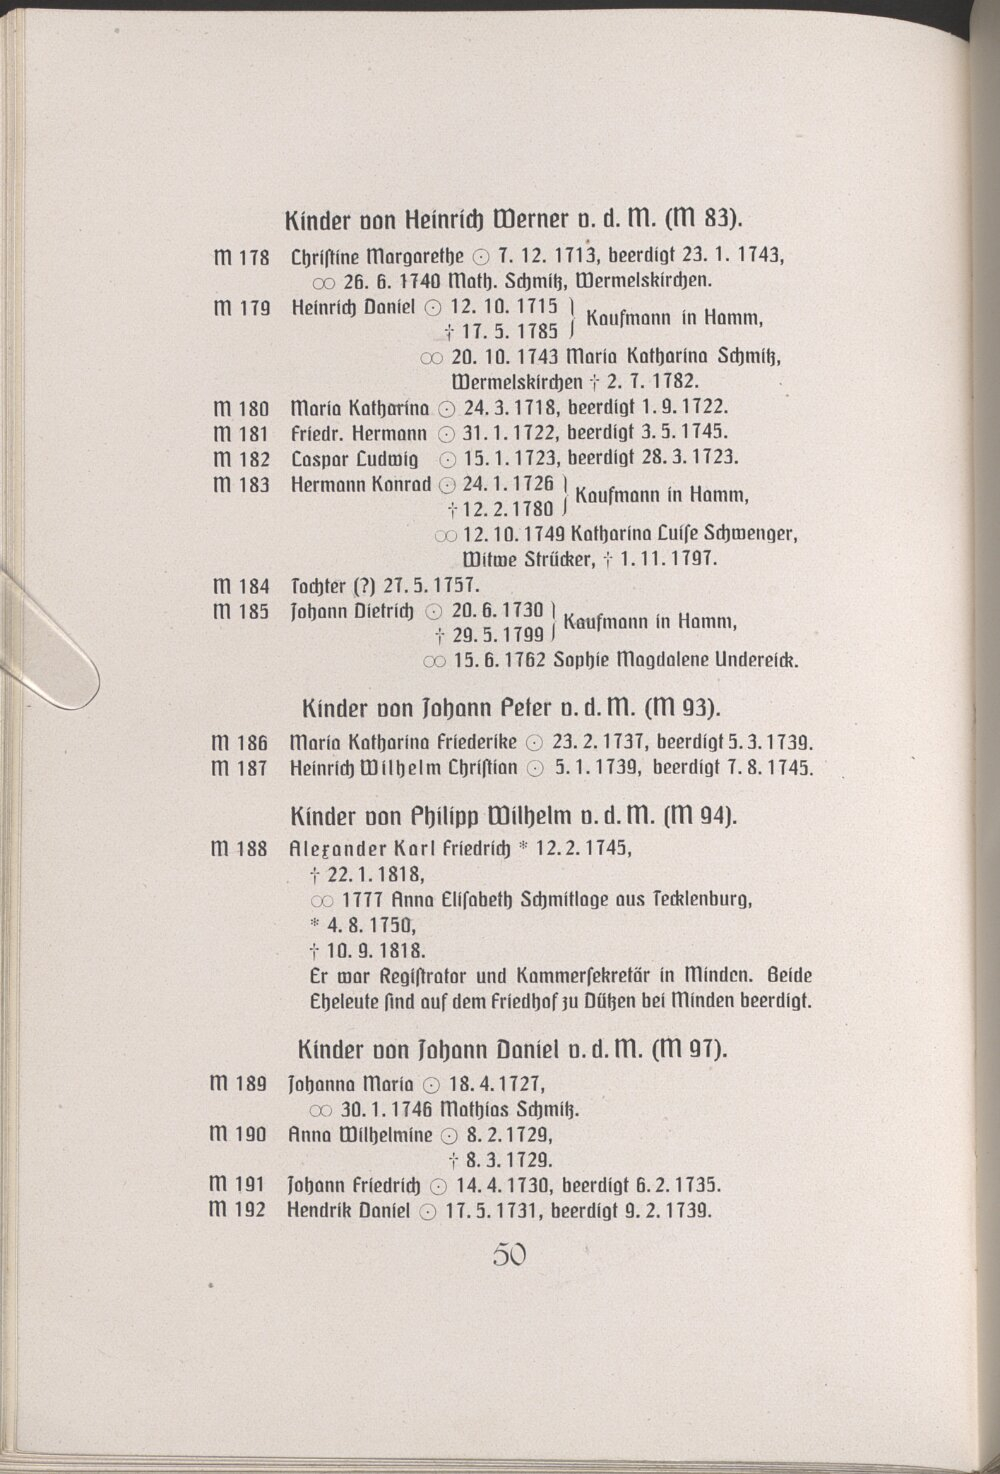 Kinder von Heinrich Werner v. d. M. (M 83).
M 178 Chriſtine Margarethe ⊙ 7. 12. 1713, beerdigt 23. 1. 1743,
∞ 26. 6. 1740 Math. Schmitz, Wermelskirchen.
M 179 Heinrich Daniel ⊙ 12. 10. 1715
† 17. 5. 1785 } Kaufmann in Hamm,
∞ 20. 10. 1743 Maria Katharina Schmitz,
Wermelskirchen † 2. 7. 1782.
M 180 Maria Katharina ⊙ 24. 3. 1718, beerdigt 1. 9. 1722.
M 181 Friedr. Hermann ⊙ 31. 1. 1722, beerdigt 3. 5. 1745.
M 182 Caspar Ludwig ⊙ 15. 1. 1723, beerdigt 28. 3. 1723.
M 183 Hermann Konrad ⊙ 24. 1. 1726
† 12. 2. 1780 } Kaufmann in Hamm,
∞ 12. 10. 1749 Katharina Luiſe Schwenger,
Witwe Strücker, † 1. 11. 1797.
M 184 Tochter (?) 27. 5. 1757.
M 185 Johann Dietrich ⊙ 20. 6. 1730
† 29. 5. 1799 } Kaufmann in Hamm,
∞ 15. 6. 1762 Sophie Magdalene Undereick.
Kinder von Johann Peter v. d. M. (M 93).
M 186 Maria Katharina Friederike ⊙ 23. 2. 1737, beerdigt 5. 3. 1739.
M 187 Heinrich Wilhelm Chriſtian ⊙ 5. 1. 1739, beerdigt 7. 8. 1745.
Kinder von Philipp Wilhelm v. d. M. (M 94).
M 188 Alexander Karl Friedrich * 12. 2. 1745,
† 22. 1. 1818,
∞ 1777 Anna Eliſabeth Schmitlage aus Tecklenburg,
* 4. 8. 1750,
† 10. 9. 1818.
Er war Regiſtrator und Kammerſekretär in Minden. Beide
Eheleute ſind auf dem Friedhof zu Dützen bei Minden beerdigt.
Kinder von Johann Daniel v. d. M. (M 97).
M 189 Johanna Maria ⊙ 18. 4. 1727,
∞ 30. 1. 1746 Mathias Schmitz.
M 190 Anna Wilhelmine ⊙ 8. 2. 1729,
† 8. 3. 1729.
M 191 Johann Friedrich ⊙ 14. 4. 1730, beerdigt 6. 2. 1735.
M 192 Hendrik Daniel ⊙ 17. 5. 1731, beerdigt 9. 2. 1739.
50